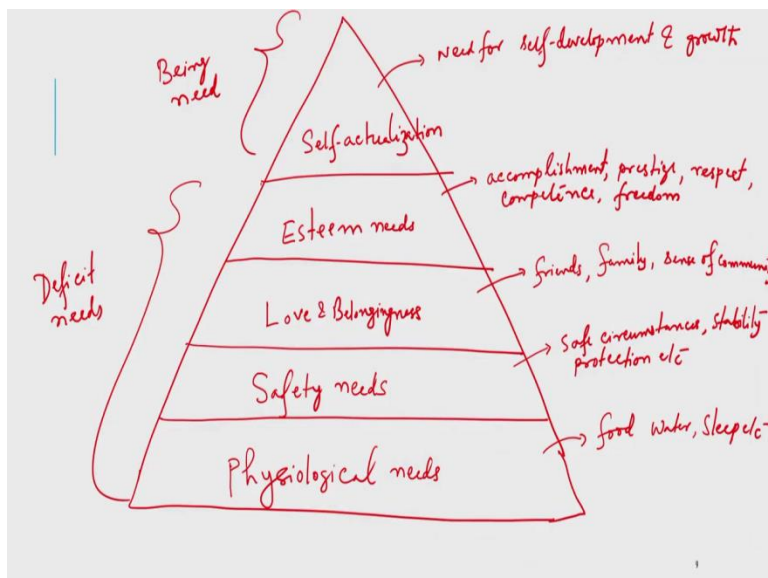 Being
need
need for self-development & growth
Self-actualization
accomplishment, prestige, respect,
competence, freedom
Esteem needs
Deficit
needs
friends, family, sense of communi
Love & Belongingness
safe circumstances, stability
protection etc
Safety needs
food water, sleep etc
Physiological needs